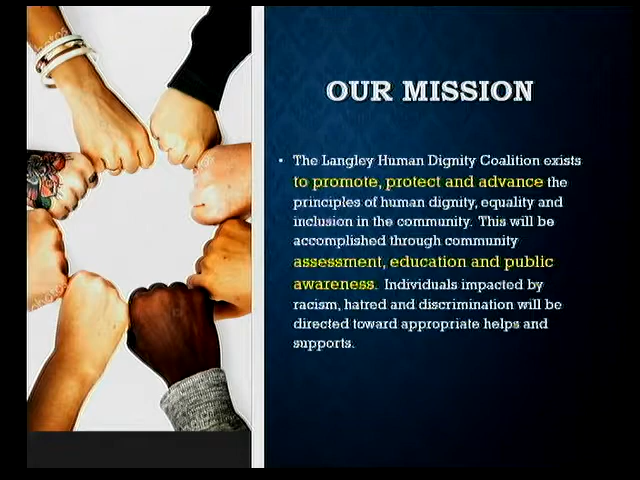 OUR MISSION
• The Langley Human Dignity Coalition exists
to promote, protect and advance the
principles of human dignity, equality and
inclusion in the community. This will be
accomplished through community
assessment, education and public
awareness. Individuals impacted by
racism, hatred and discrimination will be
directed toward appropriate helps and
supports.